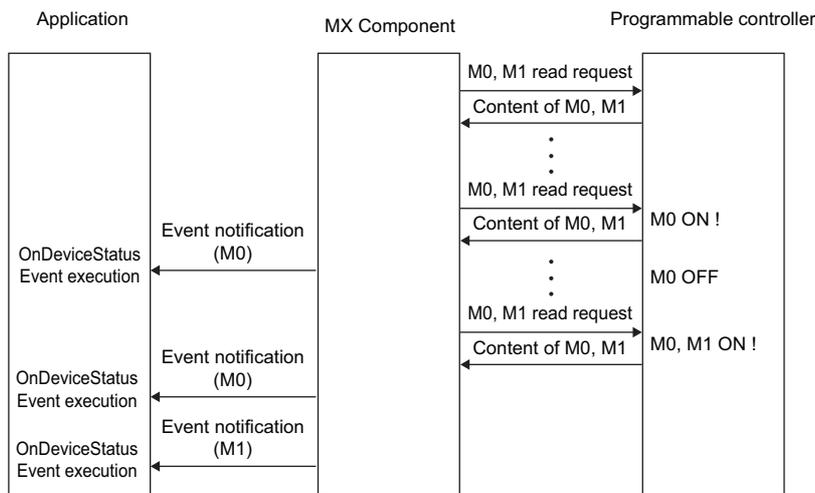 Application
MX Component
Programmable controller
M0, M1 read request
Content of M0, M1
M0, M1 read request
Content of M0, M1
M0 ON !
Event notification
(M0)
OnDeviceStatus
Event execution
M0 OFF
M0, M1 read request
Content of M0, M1
M0, M1 ON !
Event notification
(M0)
OnDeviceStatus
Event execution
Event notification
(M1)
OnDeviceStatus
Event execution